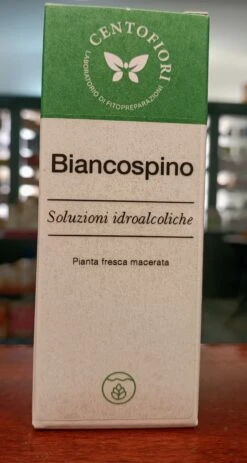 CENTOFIORI
LABORATORIO DI FITOPREPARAZIONI
Biancospino
Soluzioni idroalcoliche
Pianta fresca macerata